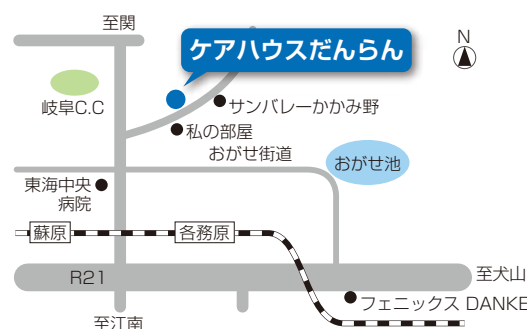 至関
N
ケアハウスだんらん
岐阜C.C
サンバレーかかみ野
私の部屋
おがせ街道
おがせ池
東海中央
病院
蘇原
各務原
R21
至犬山
フェニックス DANKE
至江南